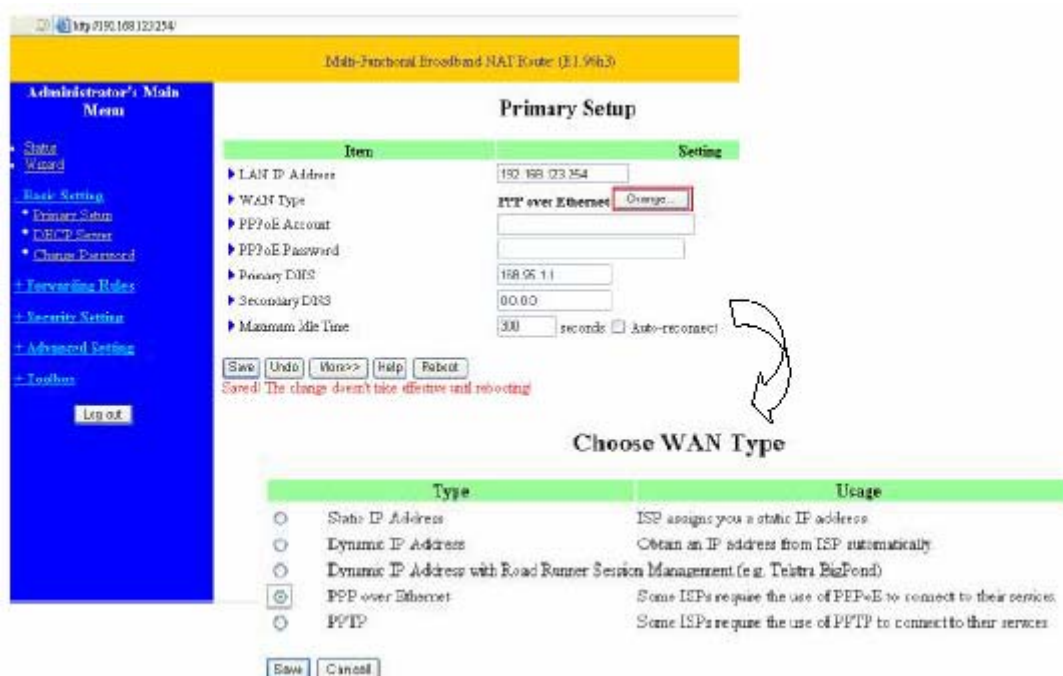 http://192.168.123.254/
Multi-Functional Broadband NAT Router (R1.96h3)
Administrator's Main Menu
Status
Wizard
- Basic Setting
Primary Setup
DHCP Server
Change Password
+ Forwarding Rules
+ Security Setting
+ Advanced Setting
+ Toolbox
Log out
Primary Setup
Item Setting
LAN IP Address 192.168.123.254
WAN Type PPP over Ethernet Change...
PPPoE Account
PPPoE Password
Primary DNS 168.95.1.1
Secondary DNS 0.0.0.0
Maximum Idle Time 300 seconds Auto-reconnect
Save Undo More>> Help Reboot
Saved! The change doesn't take effective until rebooting!
Choose WAN Type
Type Usage
Static IP Address ISP assigns you a static IP address
Dynamic IP Address Obtain an IP address from ISP automatically
Dynamic IP Address with Road Runner Session Management (e.g. Telstra BigPond)
PPP over Ethernet Some ISPs require the use of PPPoE to connect to their services
PPTP Some ISPs require the use of PPTP to connect to their services
Save Cancel